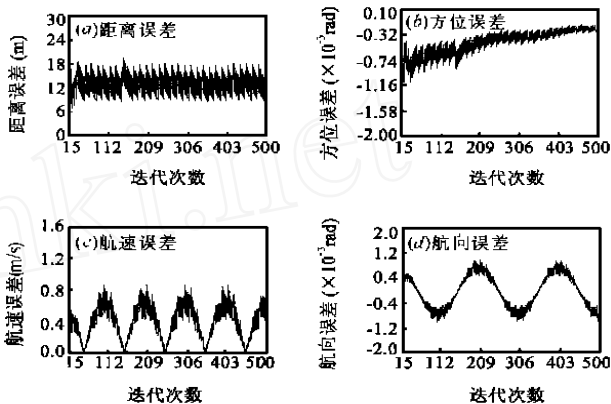 (a)距离误差
距离误差(m)
30
24
18
12
6
0
15 112 209 306 403 500
迭代次数
(b)方位误差
方位误差(×10⁻³rad)
0.10
-0.32
-0.74
-1.16
-1.58
-2.00
15 112 209 306 403 500
迭代次数
(c)航速误差
航速误差(m/s)
1.6
1.2
0.8
0.4
0.0
15 112 209 306 403 500
迭代次数
(d)航向误差
航向误差(×10⁻³rad)
2.0
1.2
0.4
-0.4
-1.2
-2.0
15 112 209 306 403 500
迭代次数
nki.net